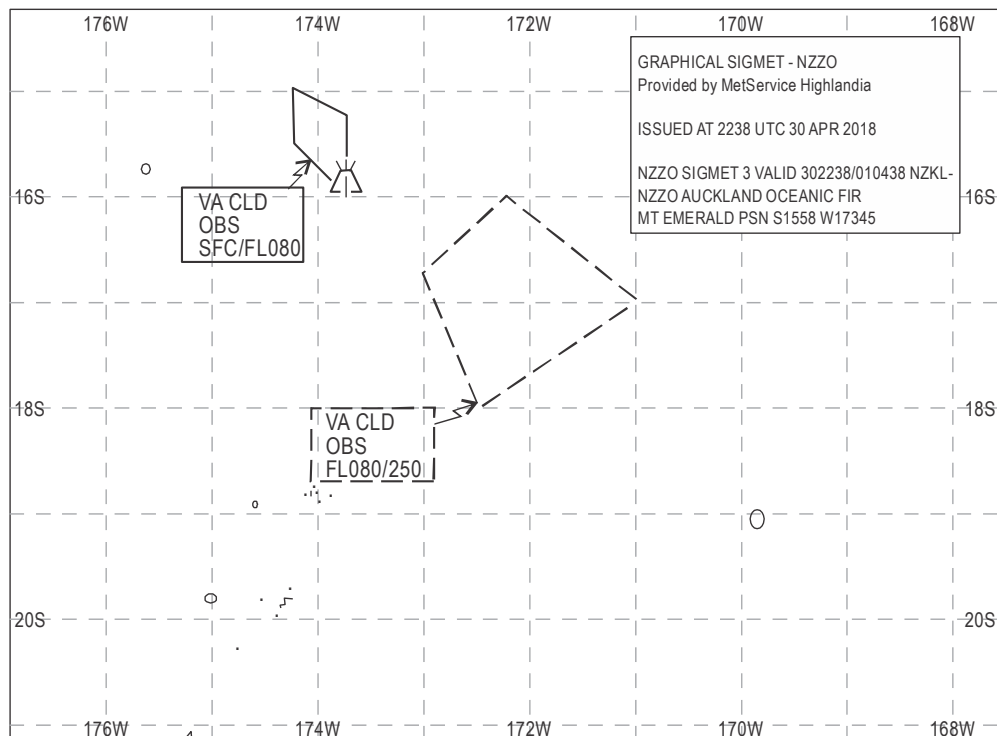 176W 174W 172W 170W 168W
GRAPHICAL SIGMET - NZZO
Provided by MetService Highlandia
ISSUED AT 2238 UTC 30 APR 2018
NZZO SIGMET 3 VALID 302238/010438 NZKL-
NZZO AUCKLAND OCEANIC FIR
MT EMERALD PSN S1558 W17345
16S 16S
VA CLD
OBS
SFC/FL080
18S 18S
VA CLD
OBS
FL080/250
20S 20S
176W 174W 172W 170W 168W